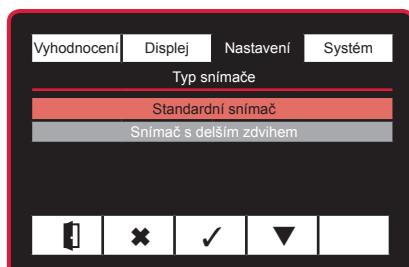 Vyhodnocení Displej Nastavení Systém
Typ snímače
Standardní snímač
Snímač s delším zdvihem